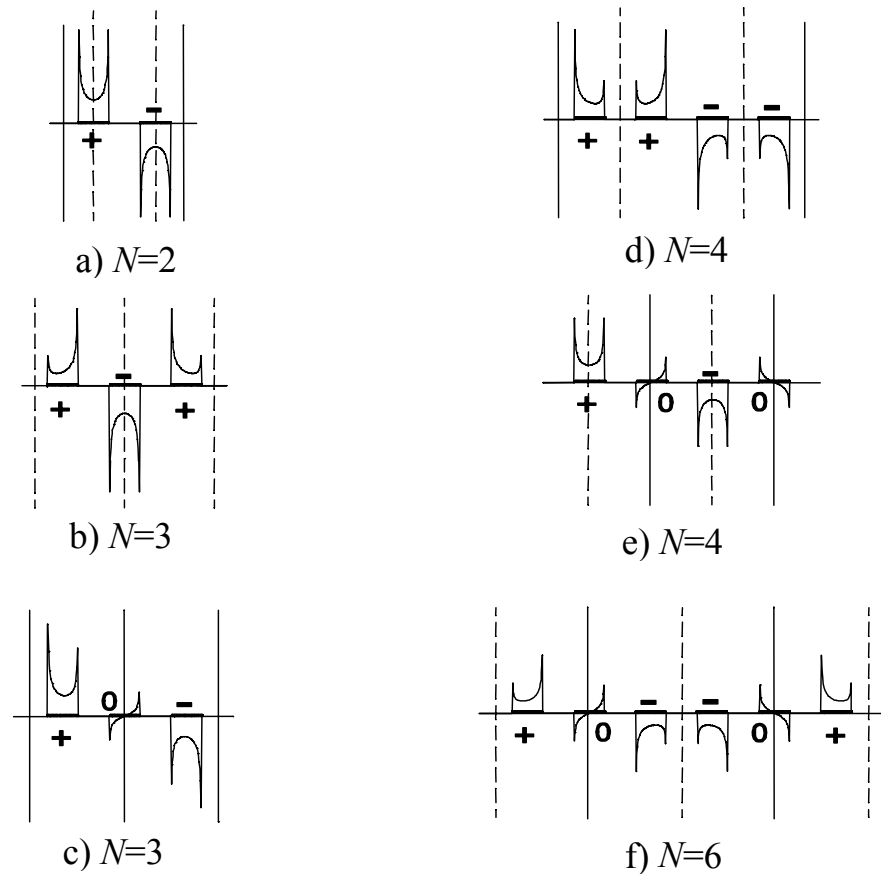 + −
a) N=2
+ − +
b) N=3
+ 0 −
c) N=3
+ + − −
d) N=4
+ 0 − 0
e) N=4
+ 0 − − 0 +
f) N=6